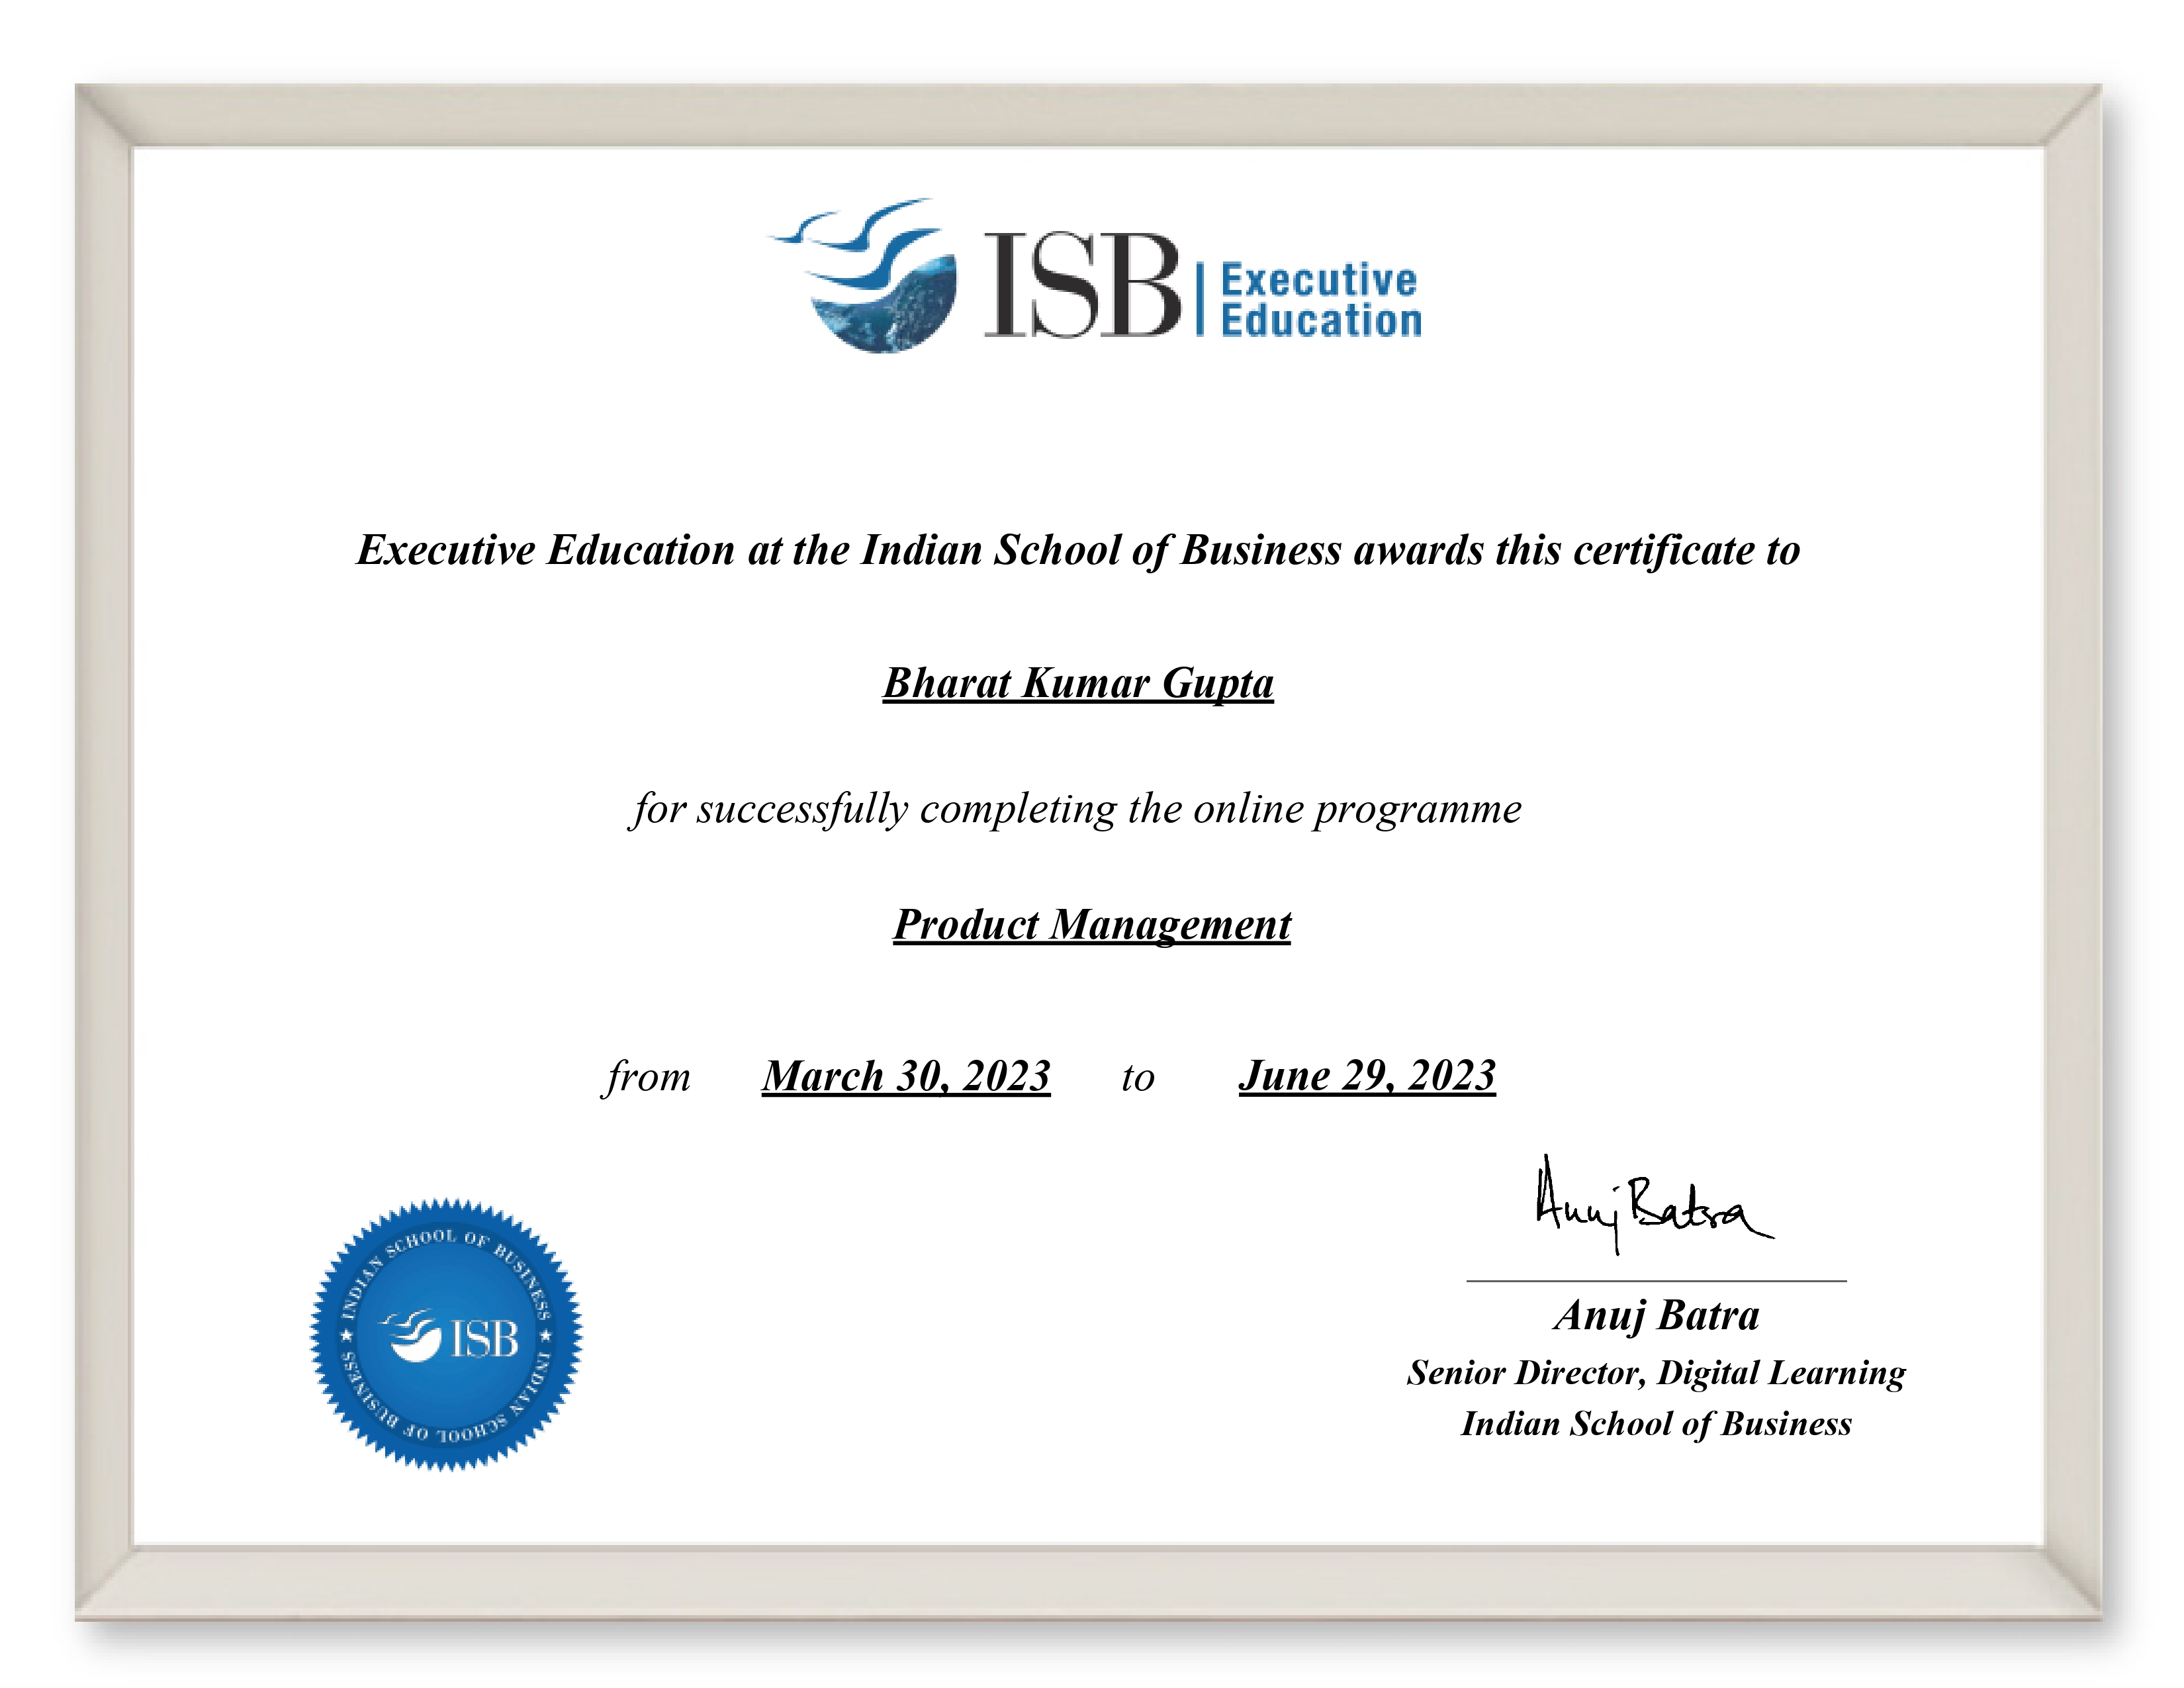 ISB | Executive
Education
Executive Education at the Indian School of Business awards this certificate to
Bharat Kumar Gupta
for successfully completing the online programme
Product Management
from March 30, 2023 to June 29, 2023
Anuj Batra
Anuj Batra
Senior Director, Digital Learning
Indian School of Business
INDIAN SCHOOL OF BUSINESS ★ INDIAN SCHOOL OF BUSINESS ★
ISB